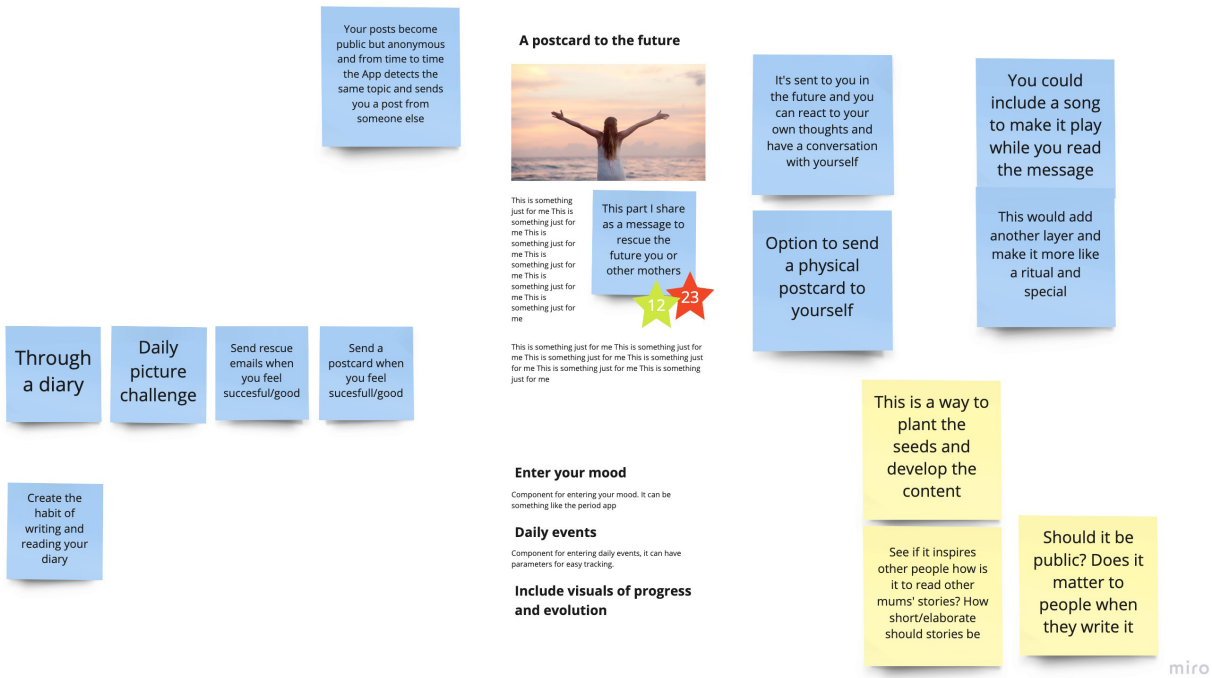 Your posts become
public but anonymous
and from time to time
the App detects the
same topic and sends
you a post from
someone else
A postcard to the future
It's sent to you in
the future and you
can react to your
own thoughts and
have a conversation
with yourself
You could
include a song
to make it play
while you read
the message
This is something
just for me This is
something just for
me This is
something just for
me This is
something just for
me This is
something just for
me This is
something just for
me
This part I share
as a message to
rescue the
future you or
other mothers
12
23
Option to send
a physical
postcard to
yourself
This would add
another layer and
make it more like
a ritual and
special
This is something just for me This is something just for
me This is something just for me This is something just
for me This is something just for me This is something
just for me
Through
a diary
Daily
picture
challenge
Send rescue
emails when
you feel
succesful/good
Send a
postcard when
you feel
sucesfull/good
This is a way to
plant the
seeds and
develop the
content
Create the
habit of
writing and
reading your
diary
Enter your mood
Component for entering your mood. It can be
something like the period app
Daily events
Component for entering daily events, it can have
parameters for easy tracking.
Include visuals of progress
and evolution
See if it inspires
other people how is
it to read other
mums' stories? How
short/elaborate
should stories be
Should it be
public? Does it
matter to
people when
they write it
miro